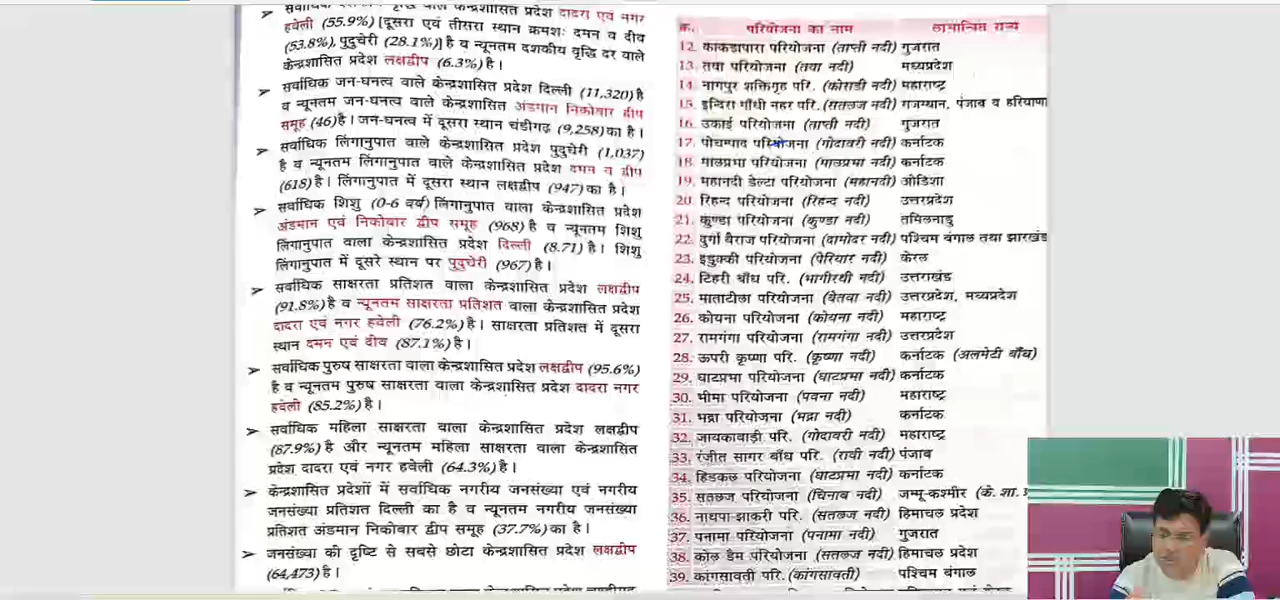 हवेली (55.9%) [दूसरा एवं तीसरा स्थान क्रमशः दमन व दीव
(53.8%), पुदुचेरी (28.1%)] है व न्यूनतम दशकीय वृद्धि दर वाले
केन्द्रशासित प्रदेश लक्षद्वीप (6.3%) है।
➢ सर्वाधिक जन-घनत्व वाले केन्द्रशासित प्रदेश दिल्ली (11,320) है
व न्यूनतम जन-घनत्व वाले केन्द्रशासित प्रदेश अंडमान निकोबार द्वीप
समूह (46) है। जन-घनत्व में दूसरा स्थान चंडीगढ़ (9,258) का है।
➢ सर्वाधिक लिंगानुपात वाले केन्द्रशासित प्रदेश पुदुचेरी (1,037)
है व न्यूनतम लिंगानुपात वाले केन्द्रशासित प्रदेश दमन व द्वीप
(618) है। लिंगानुपात में दूसरा स्थान लक्षद्वीप (947) का है।
➢ सर्वाधिक शिशु (0-6 वर्ष) लिंगानुपात वाला केन्द्रशासित प्रदेश
अंडमान एवं निकोबार द्वीप समूह (968) है व न्यूनतम शिशु
लिंगानुपात वाला केन्द्रशासित प्रदेश दिल्ली (8.71) है। शिशु
लिंगानुपात में दूसरे स्थान पर पुदुचेरी (967) है।
➢ सर्वाधिक साक्षरता प्रतिशत वाला केन्द्रशासित प्रदेश लक्षद्वीप
(91.8%) है व न्यूनतम साक्षरता प्रतिशत वाला केन्द्रशासित प्रदेश
दादरा एवं नगर हवेली (76.2%) है। साक्षरता प्रतिशत में दूसरा
स्थान दमन एवं दीव (87.1%) है।
➢ सर्वाधिक पुरुष साक्षरता वाला केन्द्रशासित प्रदेश लक्षद्वीप (95.6%)
है व न्यूनतम पुरुष साक्षरता वाला केन्द्रशासित प्रदेश दादरा नगर
हवेली (85.2%) है।
➢ सर्वाधिक महिला साक्षरता वाला केन्द्रशासित प्रदेश लक्षद्वीप
(87.9%) है और न्यूनतम महिला साक्षरता वाला केन्द्रशासित
प्रदेश दादरा एवं नगर हवेली (64.3%) है।
➢ केन्द्रशासित प्रदेशों में सर्वाधिक नगरीय जनसंख्या एवं नगरीय
जनसंख्या प्रतिशत दिल्ली का है व न्यूनतम नगरीय जनसंख्या
प्रतिशत अंडमान निकोबार द्वीप समूह (37.7%) का है।
➢ जनसंख्या की दृष्टि से सबसे छोटा केन्द्रशासित प्रदेश लक्षद्वीप
(64,473) है।
क्र. परियोजना का नाम लाभान्वित राज्य
12. काकडापारा परियोजना (ताप्ती नदी) गुजरात
13. तवा परियोजना (तवा नदी) मध्यप्रदेश
14. नागपुर शक्तिगृह परि. (कोराडी नदी) महाराष्ट्र
15. इन्दिरा गाँधी नहर परि. (सतलज नदी) राजस्थान, पंजाब व हरियाणा
16. उकाई परियोजना (ताप्ती नदी) गुजरात
17. पोचम्पाद परियोजना (गोदावरी नदी) कर्नाटक
18. मालप्रभा परियोजना (मालप्रभा नदी) कर्नाटक
19. महानदी डेल्टा परियोजना (महानदी) ओडिशा
20. रिहन्द परियोजना (रिहन्द नदी) उत्तरप्रदेश
21. कुण्डा परियोजना (कुण्डा नदी) तमिलनाडु
22. दुर्गा बैराज परियोजना (दामोदर नदी) पश्चिम बंगाल तथा झारखंड
23. इडुक्की परियोजना (पेरियार नदी) केरल
24. टिहरी बाँध परि. (भागीरथी नदी) उत्तराखंड
25. माताटीला परियोजना (बेतवा नदी) उत्तरप्रदेश, मध्यप्रदेश
26. कोयना परियोजना (कोयना नदी) महाराष्ट्र
27. रामगंगा परियोजना (रामगंगा नदी) उत्तरप्रदेश
28. ऊपरी कृष्णा परि. (कृष्णा नदी) कर्नाटक (अलमेटी बाँध)
29. घाटप्रभा परियोजना (घाटप्रभा नदी) कर्नाटक
30. भीमा परियोजना (पवना नदी) महाराष्ट्र
31. भद्रा परियोजना (भद्रा नदी) कर्नाटक
32. जायकावाड़ी परि. (गोदावरी नदी) महाराष्ट्र
33. रंजीत सागर बाँध परि. (रावी नदी) पंजाब
34. हिडकल परियोजना (घाटप्रभा नदी) कर्नाटक
35. सतलज परियोजना (चिनाब नदी) जम्मू-कश्मीर (के. शा.
36. नाथपा-झाकरी परि. (सतलज नदी) हिमाचल प्रदेश
37. पनामा परियोजना (पनामा नदी) गुजरात
38. कोल डैम परियोजना (सतलज नदी) हिमाचल प्रदेश
39. कांगसावती परि. (कांगसावती) पश्चिम बंगाल